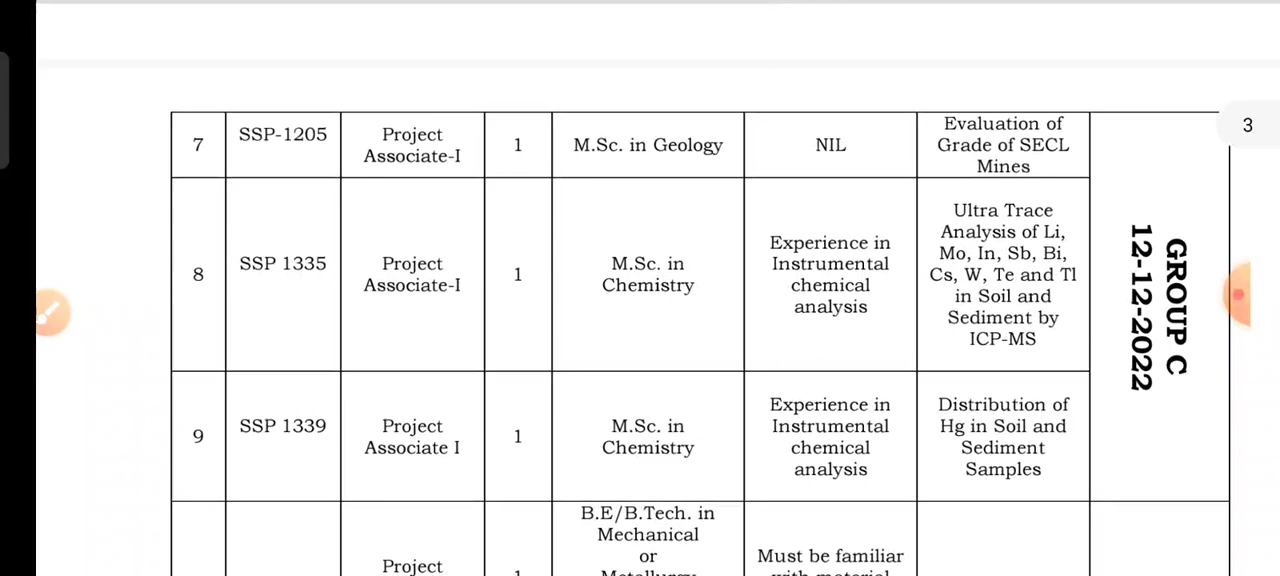 3
7
SSP-1205
Project
Associate-I
1
M.Sc. in Geology
NIL
Evaluation of
Grade of SECL
Mines
8
SSP 1335
Project
Associate-I
1
M.Sc. in
Chemistry
Experience in
Instrumental
chemical
analysis
Ultra Trace
Analysis of Li,
Mo, In, Sb, Bi,
Cs, W, Te and Tl
in Soil and
Sediment by
ICP-MS
GROUP C
12-12-2022
9
SSP 1339
Project
Associate I
1
M.Sc. in
Chemistry
Experience in
Instrumental
chemical
analysis
Distribution of
Hg in Soil and
Sediment
Samples
Project
1
B.E/B.Tech. in
Mechanical
or
Metallurgy
Must be familiar
with material